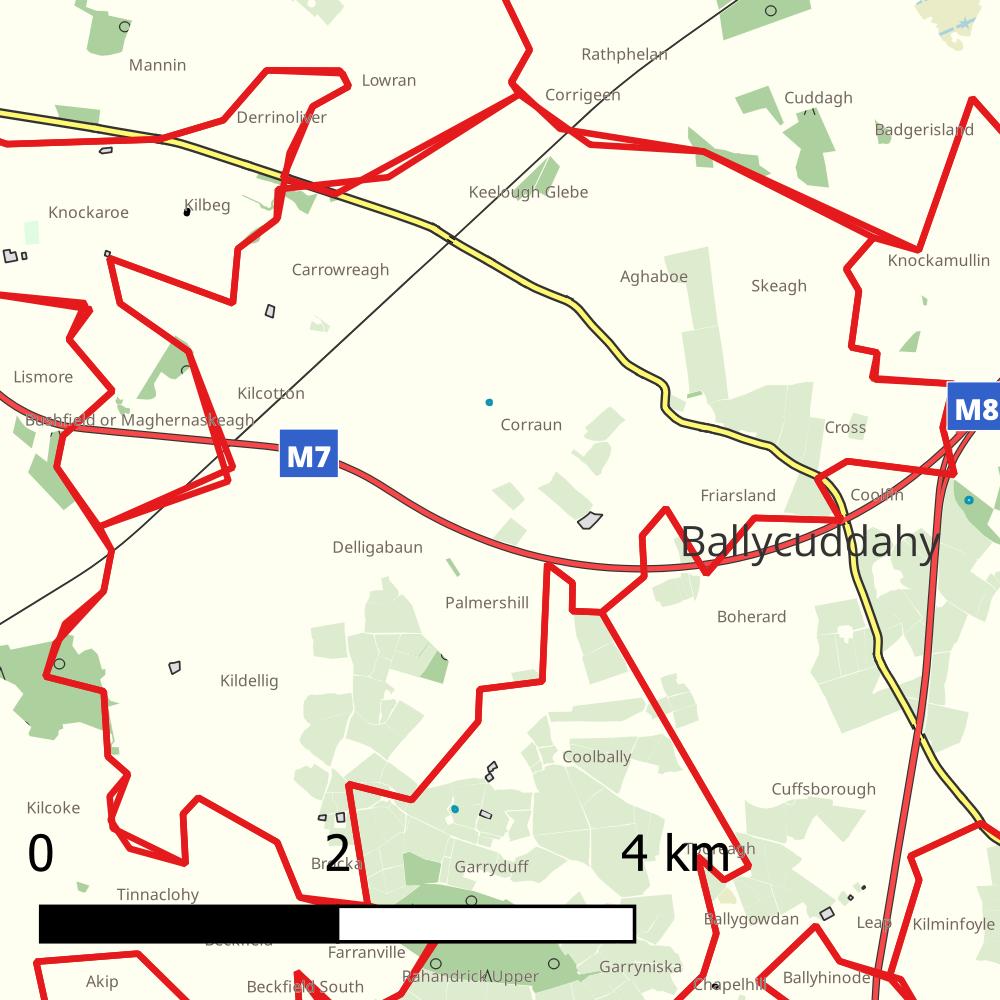 Mannin
Rathphelan
Lowran
Corrigeen
Cuddagh
Derrinoliver
Badgerisland
Keelough Glebe
Kilbeg
Knockaroe
Carrowreagh
Knockamullin
Aghaboe
Skeagh
Lismore
Kilcotton
M8
Bushfield or Maghernaskeagh
Corraun
Cross
M7
Friarsland
Coolfin
Ballycuddahy
Delligabaun
Palmershill
Boherard
Kildellig
Coolbally
Cuffsborough
Kilcoke
0 2 4 km
Tooreagh
Brocka
Garryduff
Tinnaclohy
Ballygowdan
Leap
Kilminfoyle
Beckfield
Farranville
Garryniska
Rahandrick Upper
Ballyhinode
Akip
Beckfield South
Chapelhill